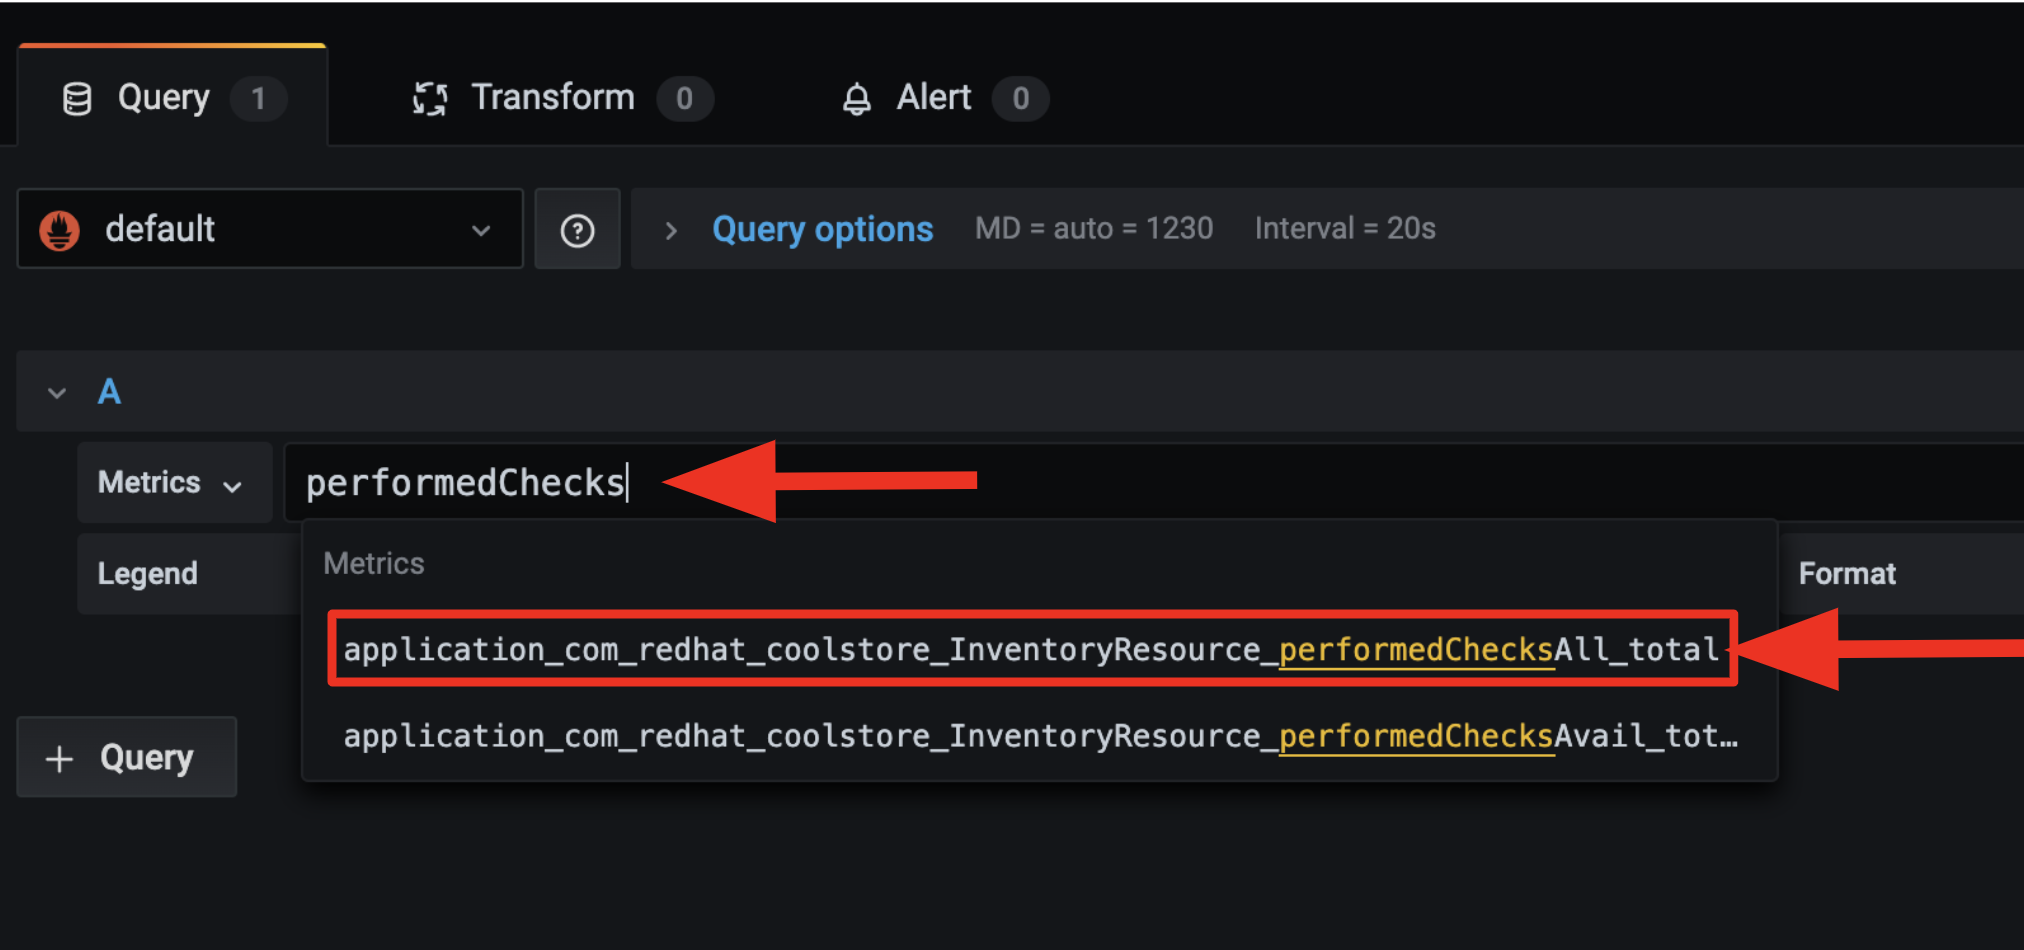 Query 1 Transform 0 Alert 0
default Query options MD = auto = 1230 Interval = 20s
A
Metrics performedChecks
Metrics
Legend Format
application_com_redhat_coolstore_InventoryResource_performedChecksAll_total
application_com_redhat_coolstore_InventoryResource_performedChecksAvail_tot…
+ Query